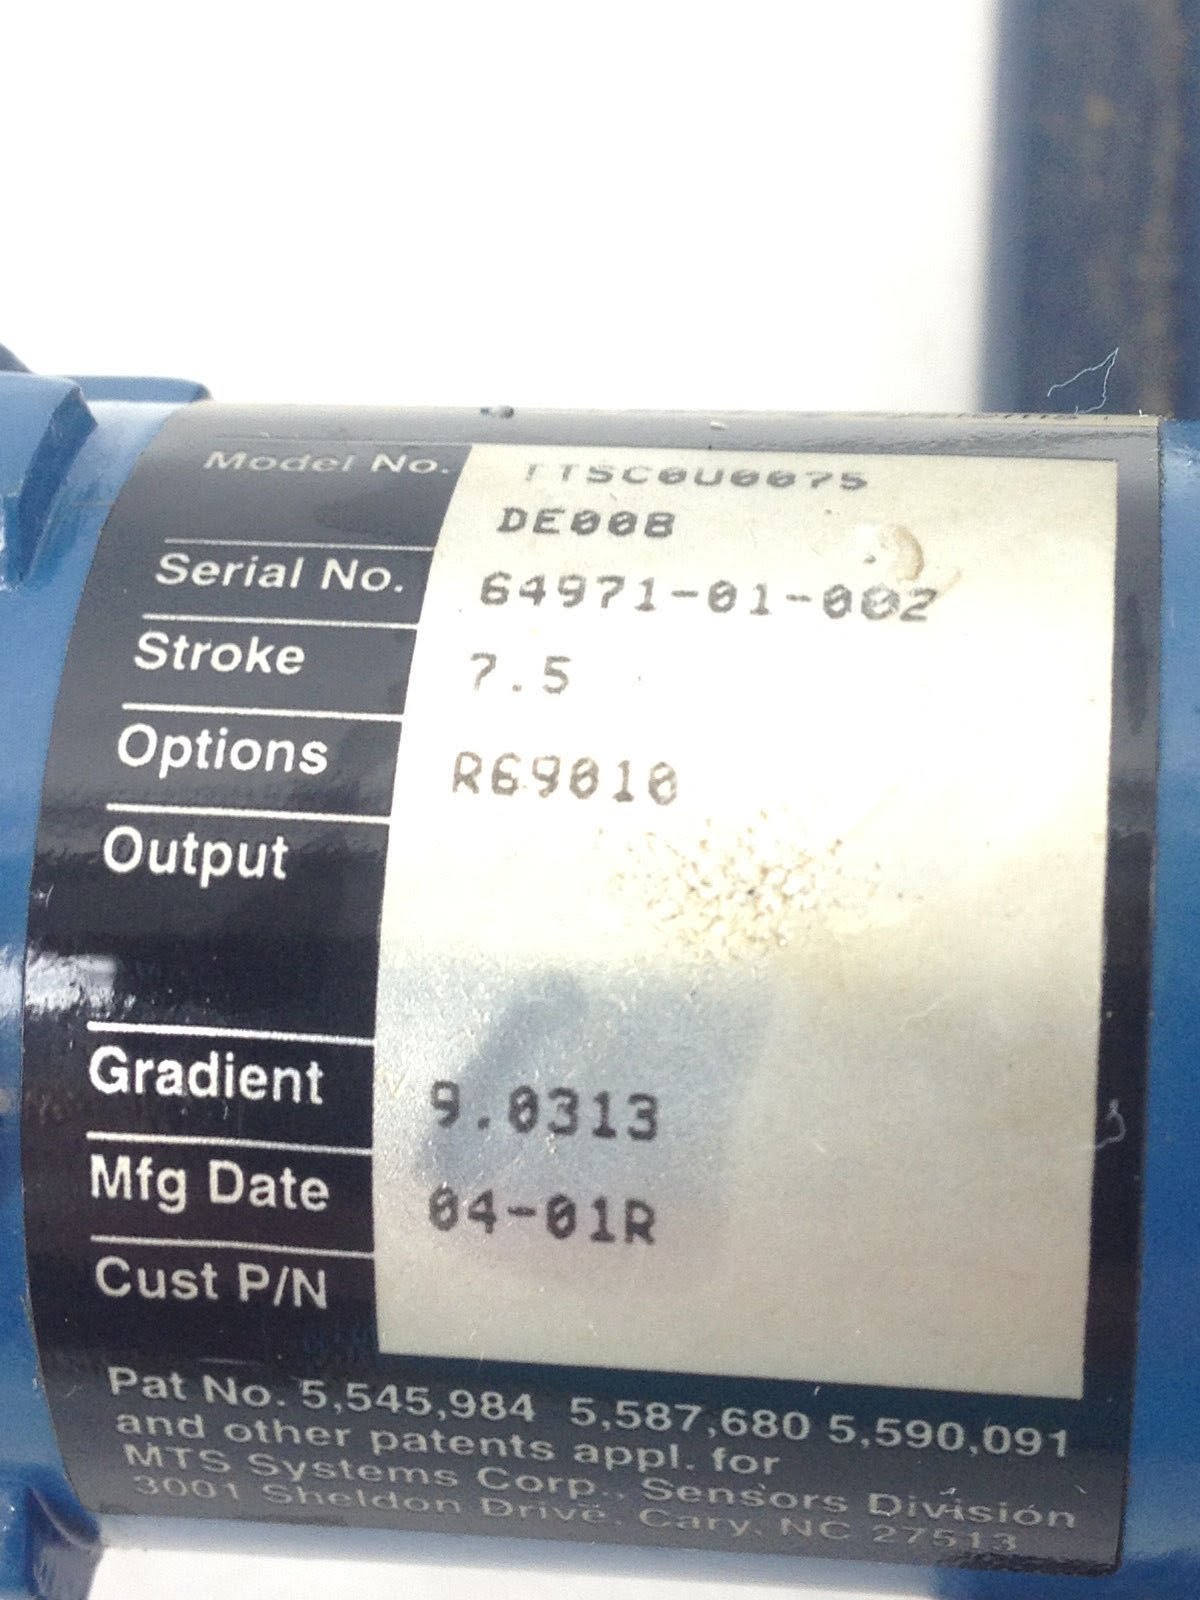 Model No. TTSC0U0075
DE008
Serial No. 64971-01-002
Stroke 7.5
Options R69010
Output
Gradient 9.0313
Mfg Date 04-01R
Cust P/N
Pat No. 5,545,984 5,587,680 5,590,091
and other patents appl. for
MTS Systems Corp., Sensors Division
3001 Sheldon Drive, Cary, NC 27513